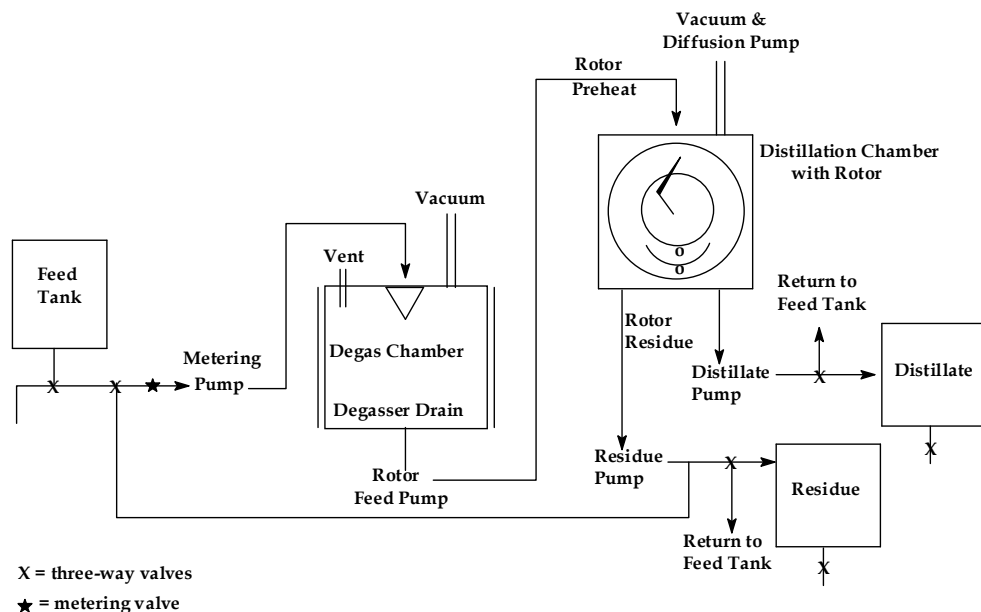 Vacuum &
Diffusion Pump
Rotor
Preheat
Distillation Chamber
with Rotor
Vacuum
Vent
Feed
Tank
Degas Chamber
Degasser Drain
Metering
Pump
X
X
Rotor
Feed Pump
o
o
Rotor
Residue
Return to
Feed Tank
Distillate
Pump
X
Distillate
X
Residue
Pump
X
Residue
X
Return to
Feed Tank
X = three-way valves
★ = metering valve